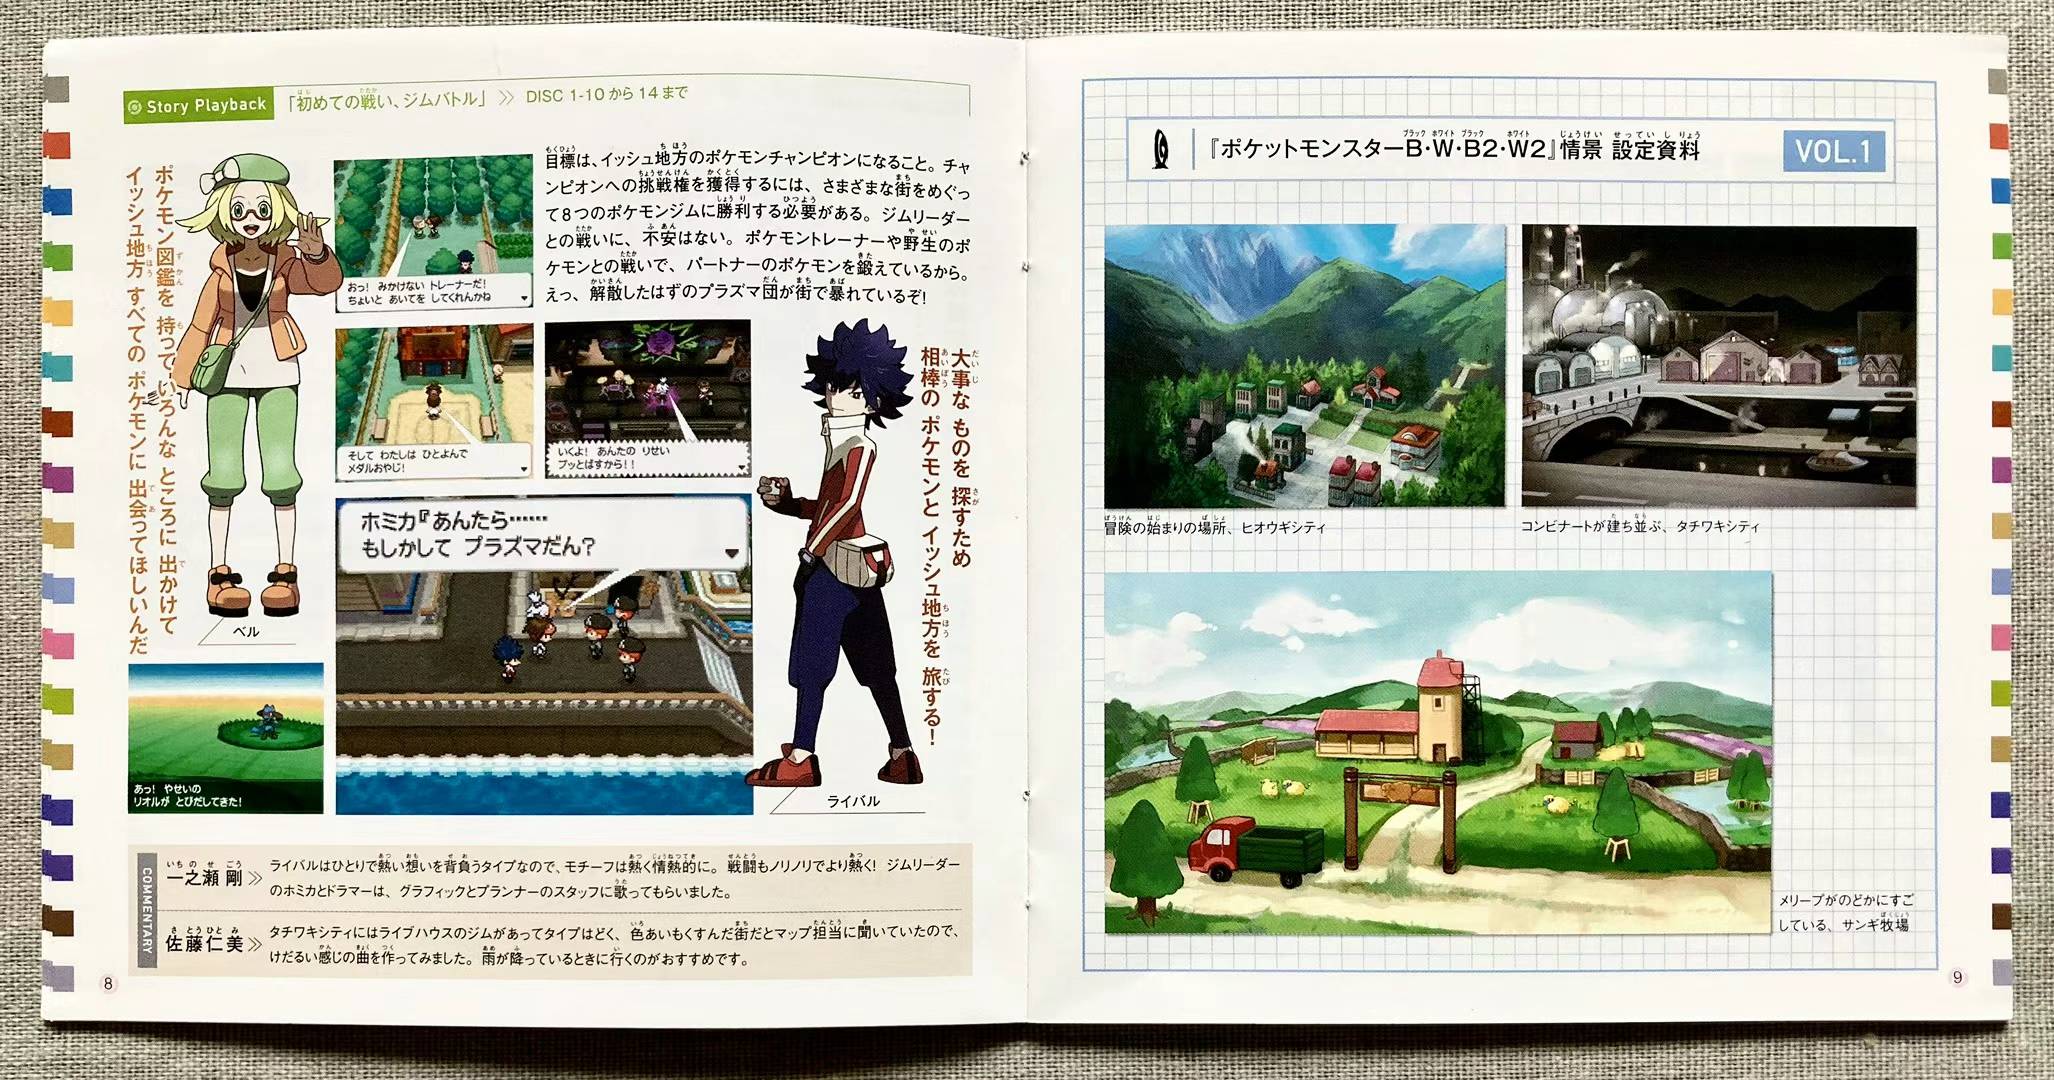 Story Playback
「初めての戦い、ジムバトル」 ≫ DISC 1-10から14まで
ポケモン図鑑を 持って いろんな ところに 出かけて
イッシュ地方 すべての ポケモンに 出会ってほしいんだ
ベル
おっ! みかけない トレーナーだ!
ちょいと あいてを してくれんかね
目標は、イッシュ地方のポケモンチャンピオンになること。チャ
ンピオンへの挑戦権を獲得するには、さまざまな街をめぐっ
て8つのポケモンジムに勝利する必要がある。ジムリーダー
との戦いに、不安はない。ポケモントレーナーや野生のポ
ケモンとの戦いで、パートナーのポケモンを鍛えているから。
えっ、解散したはずのプラズマ団が街で暴れているぞ!
そして わたしは ひとよんで
メダルおやじ!
いくよ! あんたの りせい
ブッとばすから!!
ホミカ『あんたら……
もしかして プラズマだん?
大事な ものを 探すため
相棒の ポケモンと イッシュ地方を 旅する!
ライバル
あっ! やせいの
リオルが とびだしてきた!
COMMENTARY
一之瀬 剛 ≫ ライバルはひとりで熱い想いを背負うタイプなので、モチーフは熱く情熱的に。戦闘もノリノリでより熱く! ジムリーダー
のホミカとドラマーは、グラフィックとプランナーのスタッフに歌ってもらいました。
佐藤仁美 ≫ タチワキシティにはライブハウスのジムがあってタイプはどく、色あいもくすんだ街だとマップ担当に聞いていたので、
けだるい感じの曲を作ってみました。雨が降っているときに行くのがおすすめです。
8
『ポケットモンスターB・W・B2・W2』情景 設定資料
VOL.1
冒険の始まりの場所、ヒオウギシティ
コンビナートが建ち並ぶ、タチワキシティ
メリープがのどかにすご
している、サンギ牧場
9